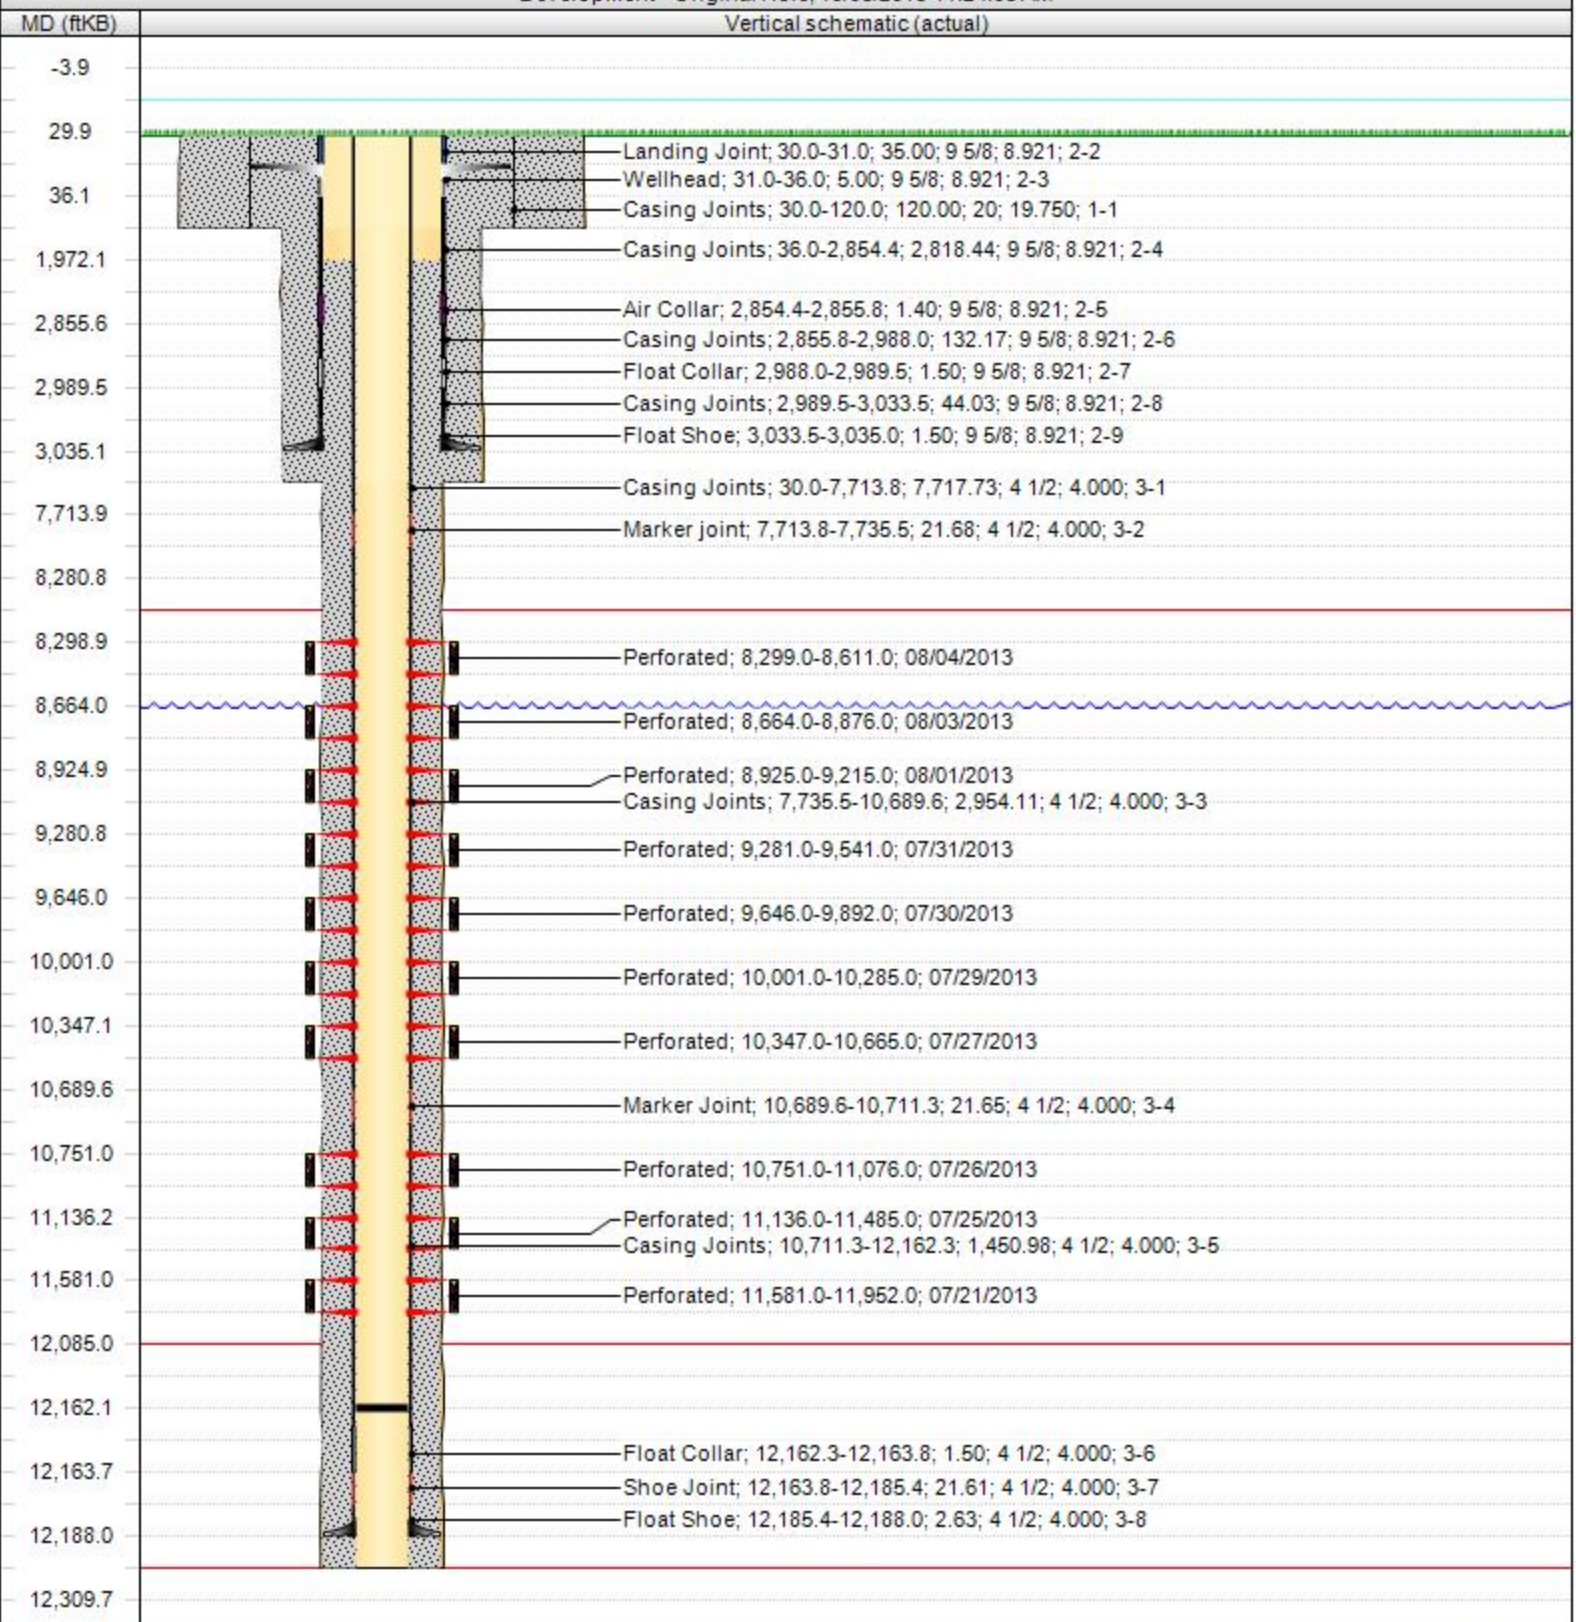 MD (ftKB)
Vertical schematic (actual)
-3.9
29.9
Landing Joint; 30.0-31.0; 35.00; 9 5/8; 8.921; 2-2
Wellhead; 31.0-36.0; 5.00; 9 5/8; 8.921; 2-3
36.1
Casing Joints; 30.0-120.0; 120.00; 20; 19.750; 1-1
Casing Joints; 36.0-2,854.4; 2,818.44; 9 5/8; 8.921; 2-4
1,972.1
Air Collar; 2,854.4-2,855.8; 1.40; 9 5/8; 8.921; 2-5
2,855.6
Casing Joints; 2,855.8-2,988.0; 132.17; 9 5/8; 8.921; 2-6
Float Collar; 2,988.0-2,989.5; 1.50; 9 5/8; 8.921; 2-7
2,989.5
Casing Joints; 2,989.5-3,033.5; 44.03; 9 5/8; 8.921; 2-8
Float Shoe; 3,033.5-3,035.0; 1.50; 9 5/8; 8.921; 2-9
3,035.1
Casing Joints; 30.0-7,713.8; 7,717.73; 4 1/2; 4.000; 3-1
7,713.9
Marker joint; 7,713.8-7,735.5; 21.68; 4 1/2; 4.000; 3-2
8,280.8
8,298.9
Perforated; 8,299.0-8,611.0; 08/04/2013
8,664.0
Perforated; 8,664.0-8,876.0; 08/03/2013
8,924.9
Perforated; 8,925.0-9,215.0; 08/01/2013
Casing Joints; 7,735.5-10,689.6; 2,954.11; 4 1/2; 4.000; 3-3
9,280.8
Perforated; 9,281.0-9,541.0; 07/31/2013
9,646.0
Perforated; 9,646.0-9,892.0; 07/30/2013
10,001.0
Perforated; 10,001.0-10,285.0; 07/29/2013
10,347.1
Perforated; 10,347.0-10,665.0; 07/27/2013
10,689.6
Marker Joint; 10,689.6-10,711.3; 21.65; 4 1/2; 4.000; 3-4
10,751.0
Perforated; 10,751.0-11,076.0; 07/26/2013
11,136.2
Perforated; 11,136.0-11,485.0; 07/25/2013
Casing Joints; 10,711.3-12,162.3; 1,450.98; 4 1/2; 4.000; 3-5
11,581.0
Perforated; 11,581.0-11,952.0; 07/21/2013
12,085.0
12,162.1
Float Collar; 12,162.3-12,163.8; 1.50; 4 1/2; 4.000; 3-6
12,163.7
Shoe Joint; 12,163.8-12,185.4; 21.61; 4 1/2; 4.000; 3-7
Float Shoe; 12,185.4-12,188.0; 2.63; 4 1/2; 4.000; 3-8
12,188.0
12,309.7